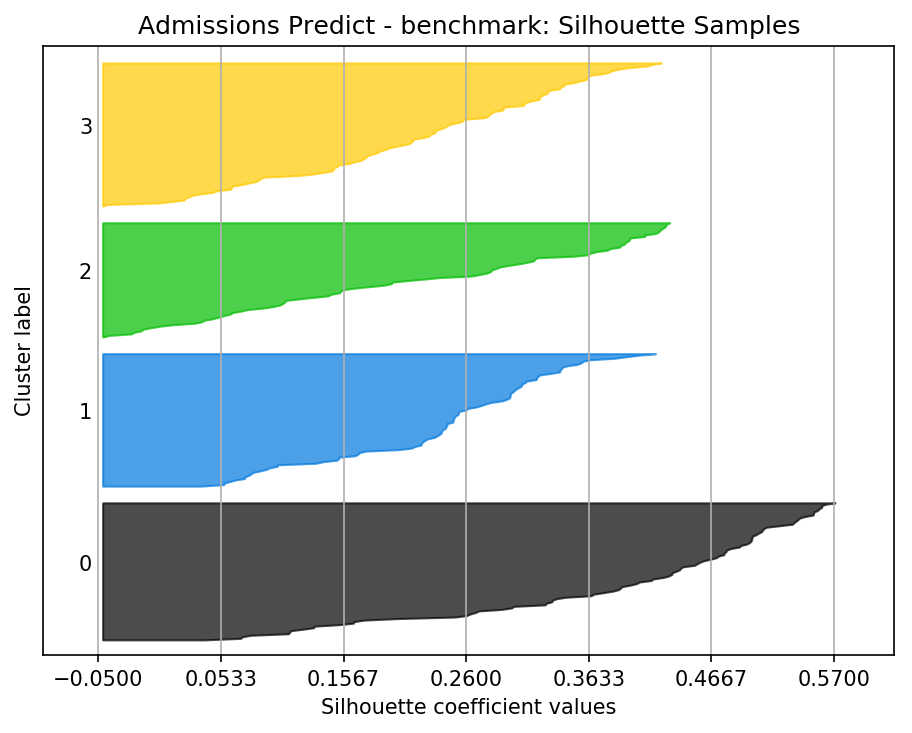 Admissions Predict - benchmark: Silhouette Samples
3
2
1
0
Cluster label
−0.0500 0.0533 0.1567 0.2600 0.3633 0.4667 0.5700
Silhouette coefficient values